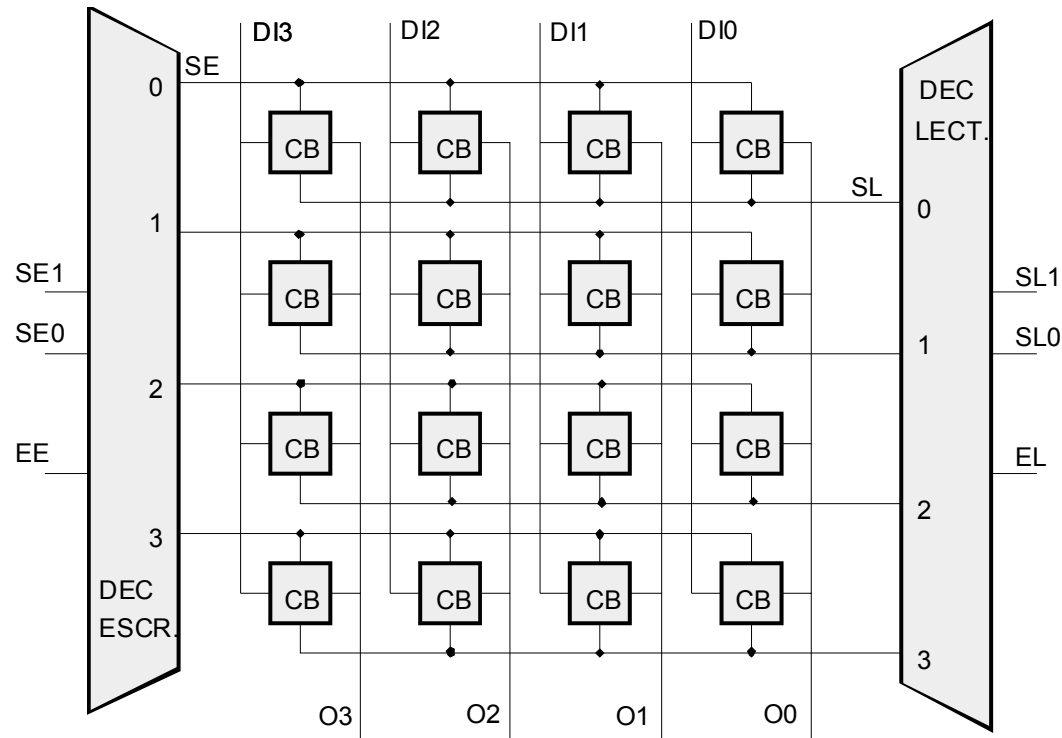 DI3 DI2 DI1 DI0
SE
0
DEC
LECT.
CB CB CB CB
SL
0
1
SE1
CB CB CB CB
SL1
SE0
1
SL0
2
EE
CB CB CB CB
EL
2
3
DEC
ESCR.
CB CB CB CB
3
O3 O2 O1 O0